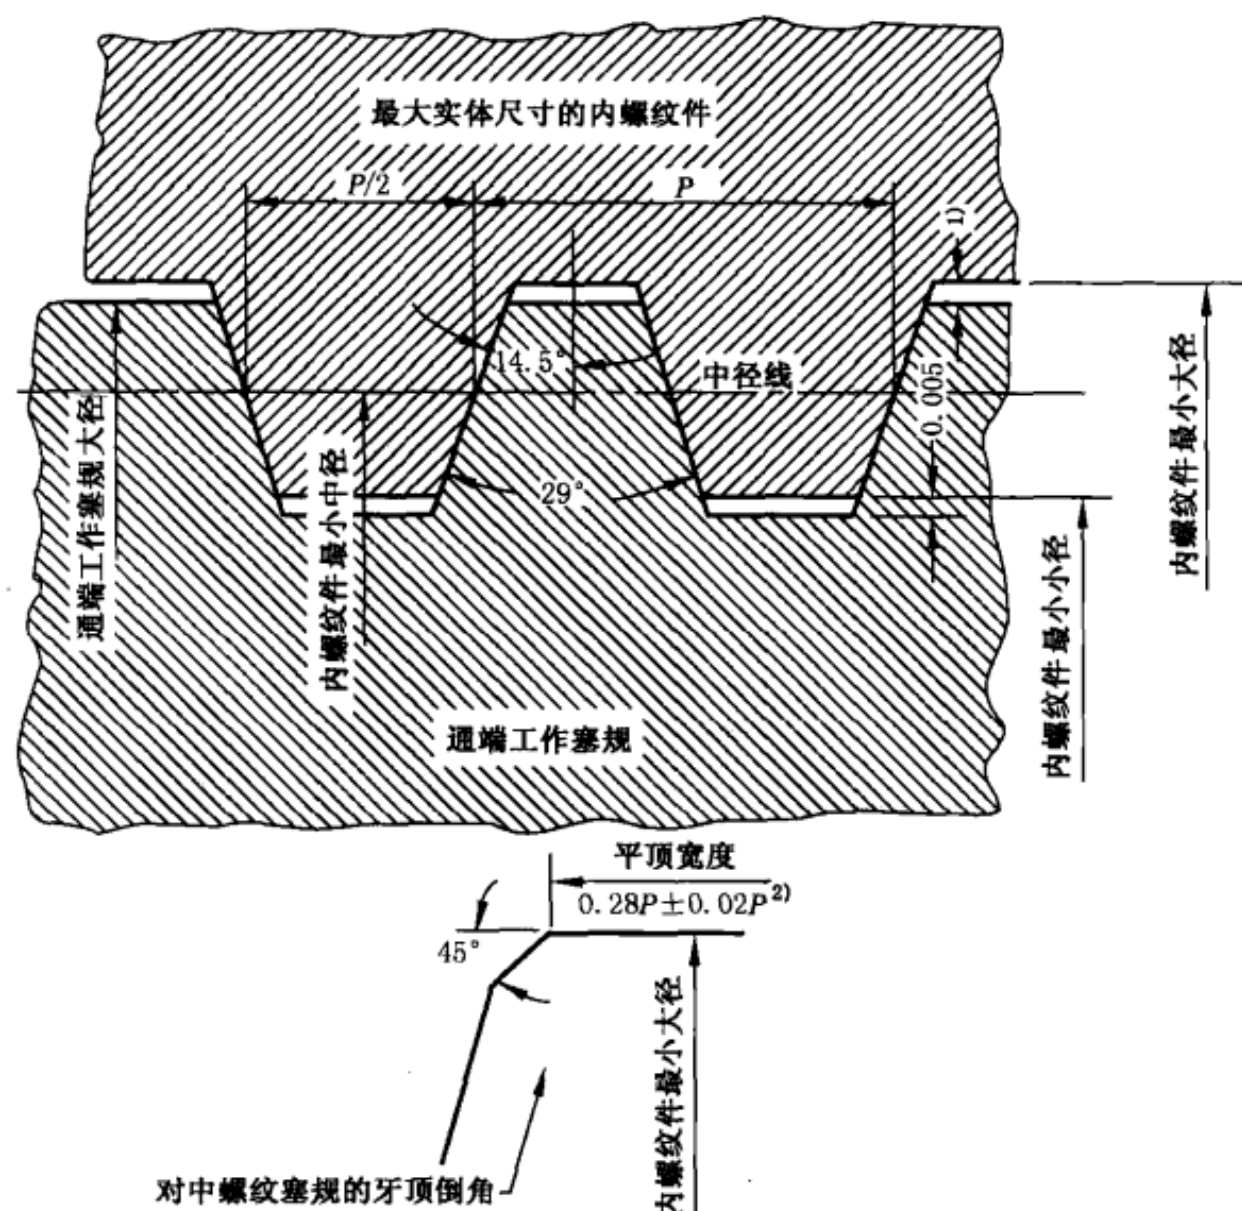 最大实体尺寸的内螺纹件
P/2
P
1)
14.5°
中径线
0.005
29°
通端工作塞规大径
内螺纹件最小中径
内螺纹件最小大径
内螺纹件最小小径
通端工作塞规
平顶宽度
0.28P±0.02P²⁾
45°
内螺纹件最小大径
对中螺纹塞规的牙顶倒角